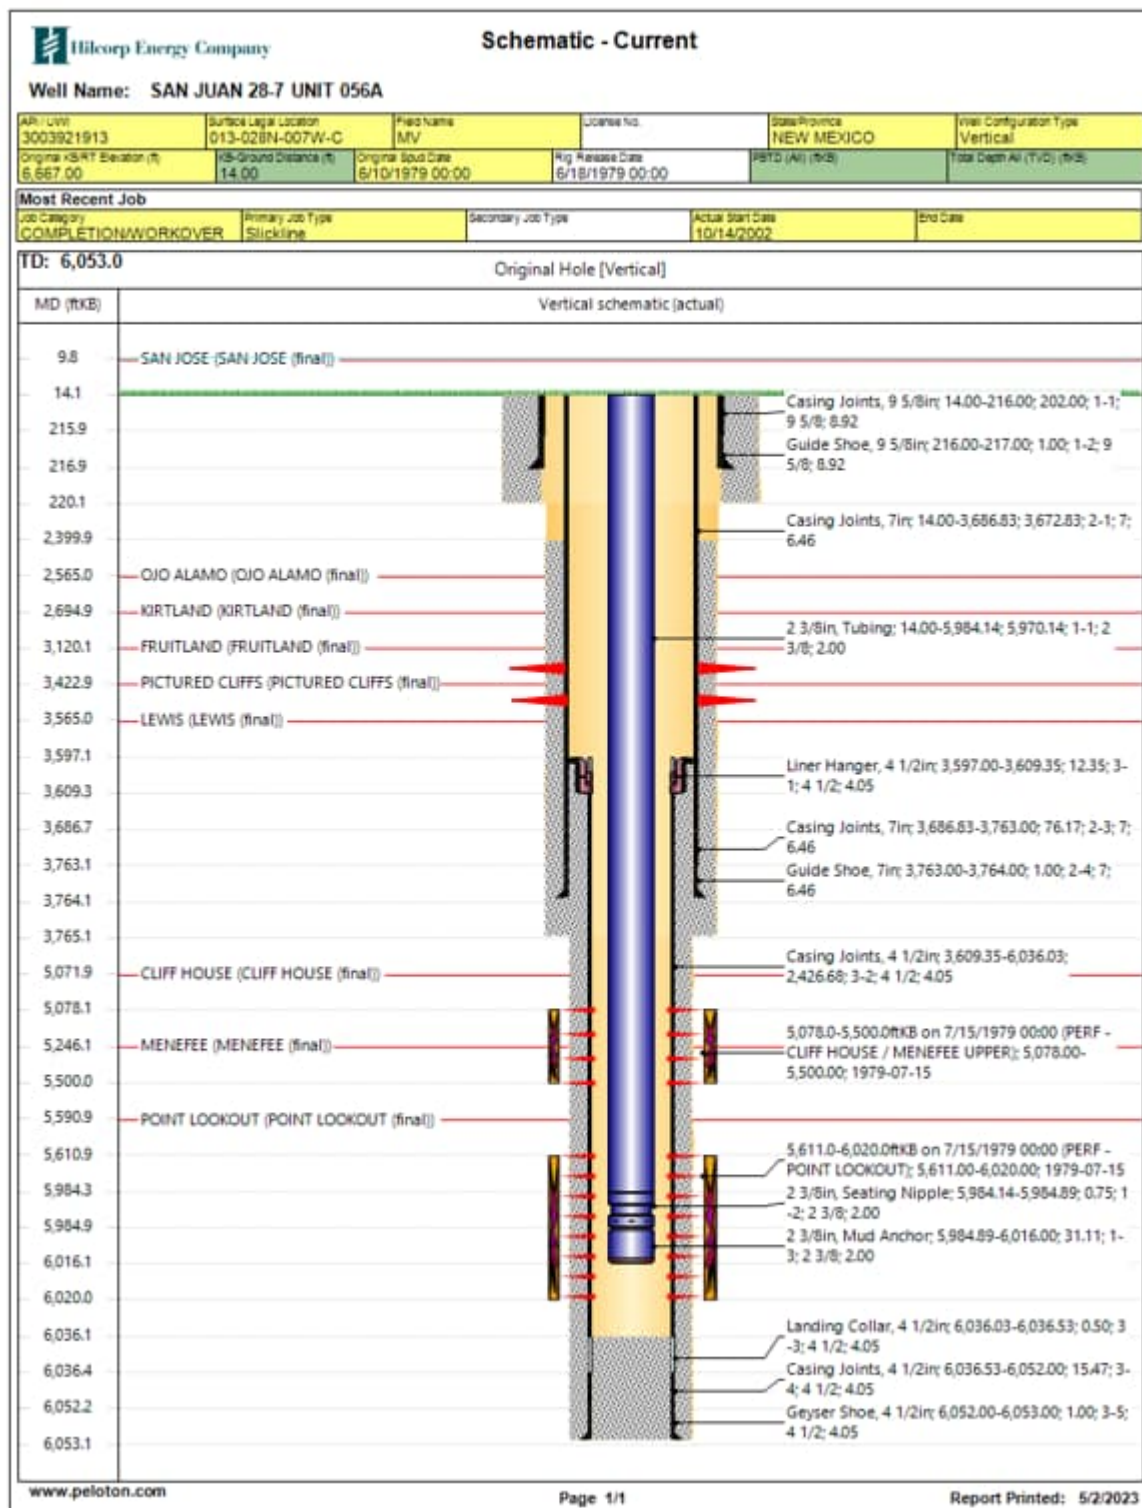 Hilcorp Energy Company
Schematic - Current
Well Name: SAN JUAN 28-7 UNIT 056A
API / UWI
Surface Legal Location
Field Name
License No.
State/Province
Well Configuration Type
3003921913
013-028N-007W-C
MV
NEW MEXICO
Vertical
Original KB/RT Elevation (ft)
KB-Ground Distance (ft)
Original Spud Date
Rig Release Date
PBTD (All) (ftKB)
Total Depth All (TVD) (ftKB)
6,667.00
14.00
6/10/1979 00:00
6/18/1979 00:00
Most Recent Job
Job Category
Primary Job Type
Secondary Job Type
Actual Start Date
End Date
COMPLETION/WORKOVER
Slickline
10/14/2002
TD: 6,053.0
Original Hole [Vertical]
MD (ftKB)
Vertical schematic (actual)
9.8
SAN JOSE (SAN JOSE (final))
14.1
Casing Joints, 9 5/8in; 14.00-216.00; 202.00; 1-1;
9 5/8; 8.92
215.9
Guide Shoe, 9 5/8in; 216.00-217.00; 1.00; 1-2; 9
5/8; 8.92
216.9
220.1
Casing Joints, 7in; 14.00-3,686.83; 3,672.83; 2-1; 7;
6.46
2,399.9
2,565.0
OJO ALAMO (OJO ALAMO (final))
2,694.9
KIRTLAND (KIRTLAND (final))
2 3/8in, Tubing; 14.00-5,984.14; 5,970.14; 1-1; 2
3/8; 2.00
3,120.1
FRUITLAND (FRUITLAND (final))
3,422.9
PICTURED CLIFFS (PICTURED CLIFFS (final))
3,565.0
LEWIS (LEWIS (final))
3,597.1
Liner Hanger, 4 1/2in; 3,597.00-3,609.35; 12.35; 3-
1; 4 1/2; 4.05
3,609.3
3,686.7
Casing Joints, 7in; 3,686.83-3,763.00; 76.17; 2-3; 7;
6.46
3,763.1
Guide Shoe, 7in; 3,763.00-3,764.00; 1.00; 2-4; 7;
6.46
3,764.1
3,765.1
Casing Joints, 4 1/2in; 3,609.35-6,036.03;
2,426.68; 3-2; 4 1/2; 4.05
5,071.9
CLIFF HOUSE (CLIFF HOUSE (final))
5,078.1
5,078.0-5,500.0ftKB on 7/15/1979 00:00 (PERF -
CLIFF HOUSE / MENEFEE UPPER); 5,078.00-
5,500.00; 1979-07-15
5,246.1
MENEFEE (MENEFEE (final))
5,500.0
5,590.9
POINT LOOKOUT (POINT LOOKOUT (final))
5,610.9
5,611.0-6,020.0ftKB on 7/15/1979 00:00 (PERF -
POINT LOOKOUT); 5,611.00-6,020.00; 1979-07-15
5,984.3
2 3/8in, Seating Nipple; 5,984.14-5,984.89; 0.75; 1
-2; 2 3/8; 2.00
5,984.9
2 3/8in, Mud Anchor; 5,984.89-6,016.00; 31.11; 1-
3; 2 3/8; 2.00
6,016.1
6,020.0
Landing Collar, 4 1/2in; 6,036.03-6,036.53; 0.50; 3
-3; 4 1/2; 4.05
6,036.1
6,036.4
Casing Joints, 4 1/2in; 6,036.53-6,052.00; 15.47; 3-
4; 4 1/2; 4.05
6,052.2
Geyser Shoe, 4 1/2in; 6,052.00-6,053.00; 1.00; 3-5;
4 1/2; 4.05
6,053.1
www.peloton.com
Page 1/1
Report Printed: 5/2/2023